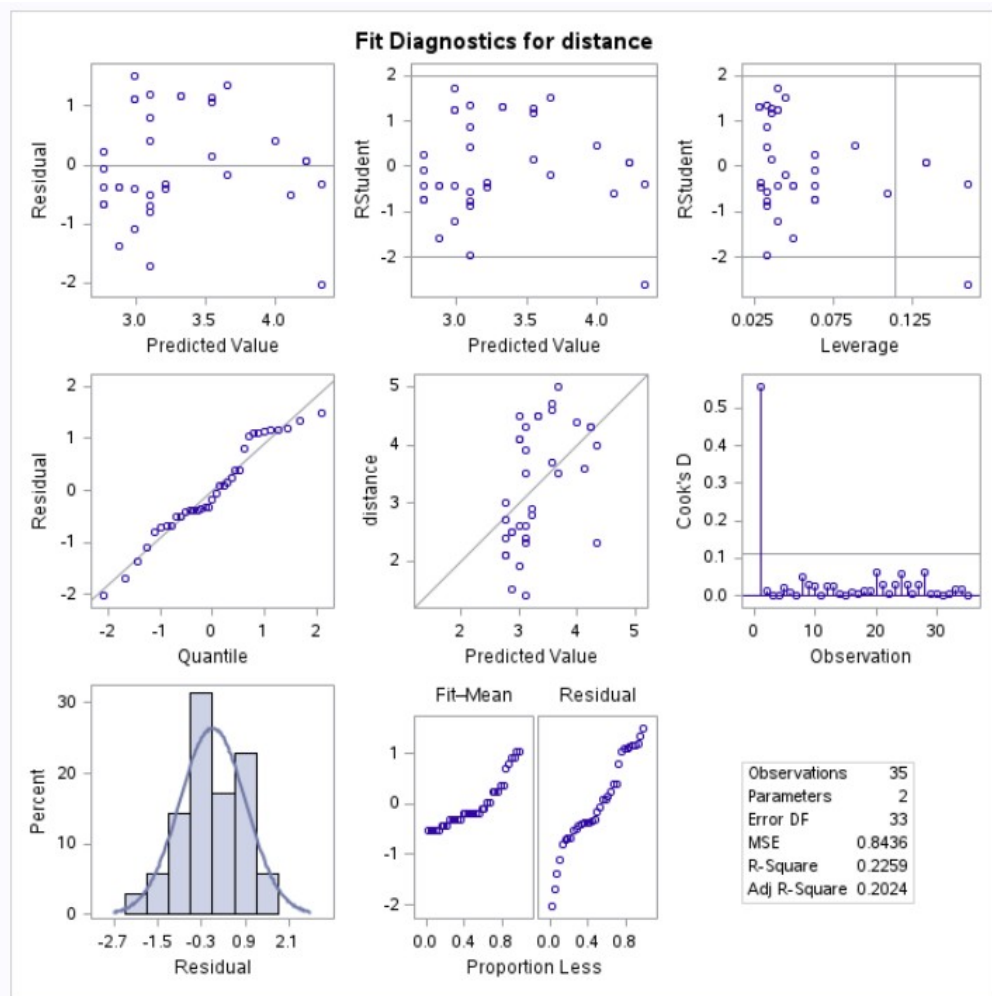 Fit Diagnostics for distance
Residual
1
0
-1
-2
3.0 3.5 4.0
Predicted Value
RStudent
2
1
0
-1
-2
3.0 3.5 4.0
Predicted Value
RStudent
2
1
0
-1
-2
0.025 0.075 0.125
Leverage
Residual
2
1
0
-1
-2
-2 -1 0 1 2
Quantile
distance
5
4
3
2
2 3 4 5
Predicted Value
Cook's D
0.5
0.4
0.3
0.2
0.1
0.0
0 10 20 30
Observation
Percent
30
20
10
0
-2.7 -1.5 -0.3 0.9 2.1
Residual
Fit–Mean Residual
1
0
-1
-2
0.0 0.4 0.8 0.0 0.4 0.8
Proportion Less
Observations 35
Parameters 2
Error DF 33
MSE 0.8436
R-Square 0.2259
Adj R-Square 0.2024